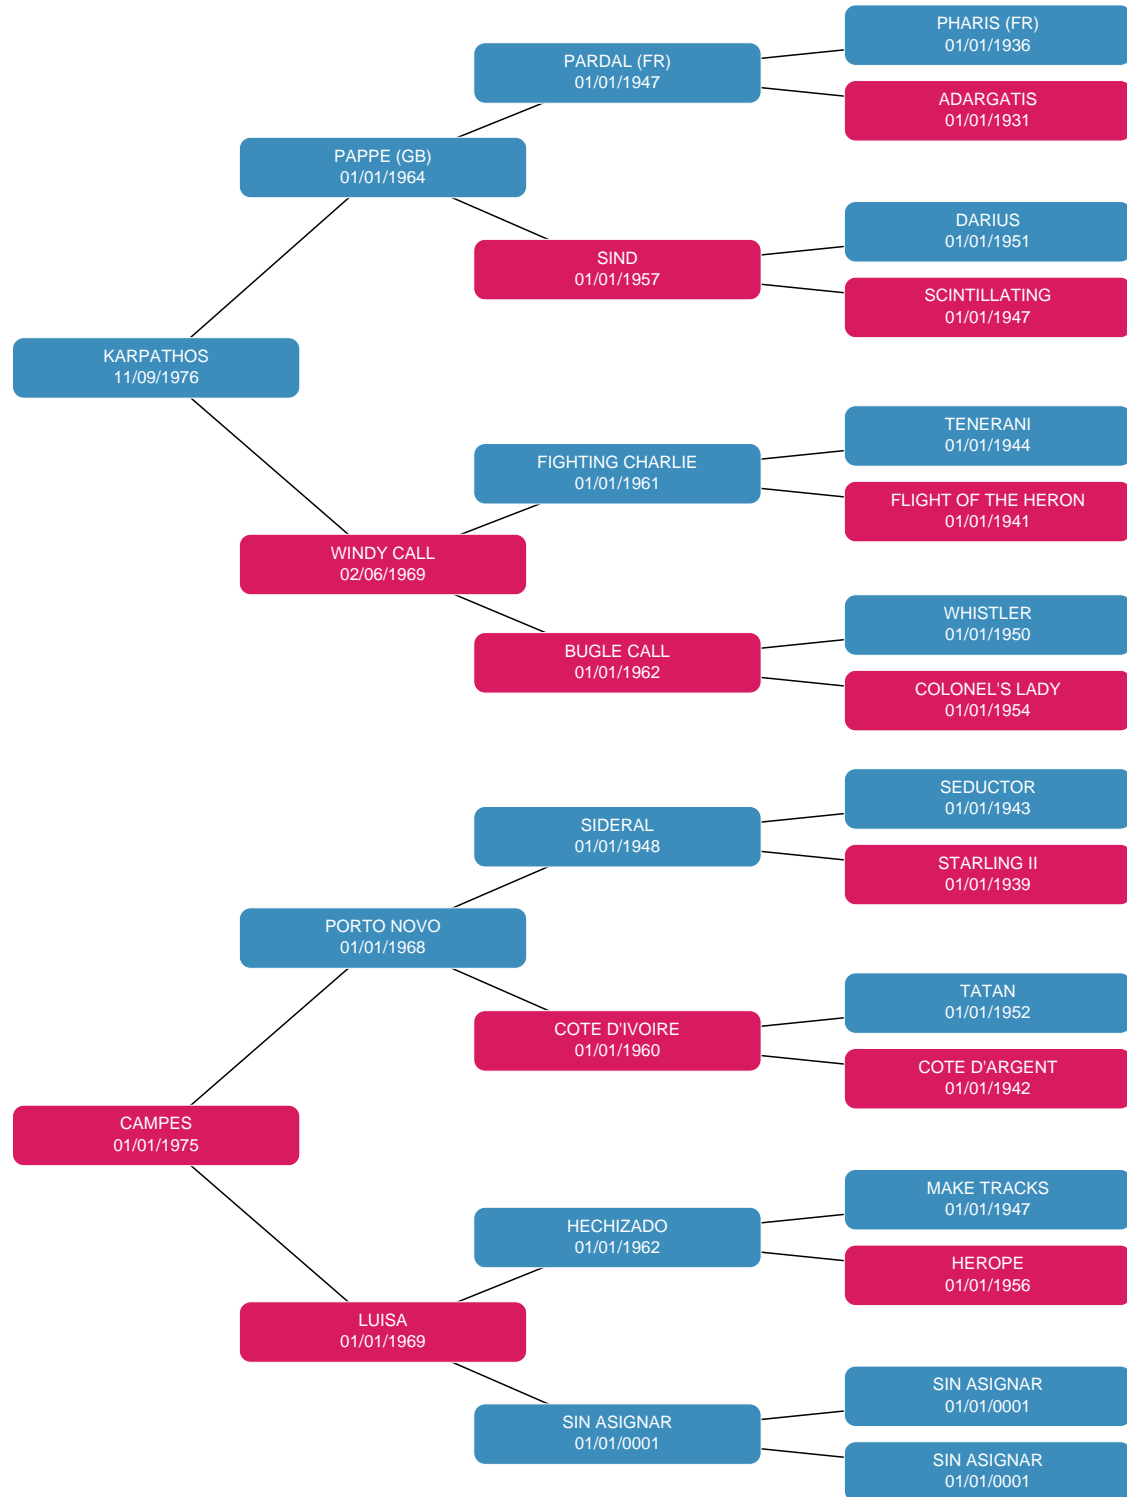 PHARIS (FR)
01/01/1936
PARDAL (FR)
01/01/1947
ADARGATIS
01/01/1931
PAPPE (GB)
01/01/1964
DARIUS
01/01/1951
SIND
01/01/1957
SCINTILLATING
01/01/1947
KARPATHOS
11/09/1976
TENERANI
01/01/1944
FIGHTING CHARLIE
01/01/1961
FLIGHT OF THE HERON
01/01/1941
WINDY CALL
02/06/1969
WHISTLER
01/01/1950
BUGLE CALL
01/01/1962
COLONEL'S LADY
01/01/1954
SEDUCTOR
01/01/1943
SIDERAL
01/01/1948
STARLING II
01/01/1939
PORTO NOVO
01/01/1968
TATAN
01/01/1952
COTE D'IVOIRE
01/01/1960
COTE D'ARGENT
01/01/1942
CAMPES
01/01/1975
MAKE TRACKS
01/01/1947
HECHIZADO
01/01/1962
HEROPE
01/01/1956
LUISA
01/01/1969
SIN ASIGNAR
01/01/0001
SIN ASIGNAR
01/01/0001
SIN ASIGNAR
01/01/0001